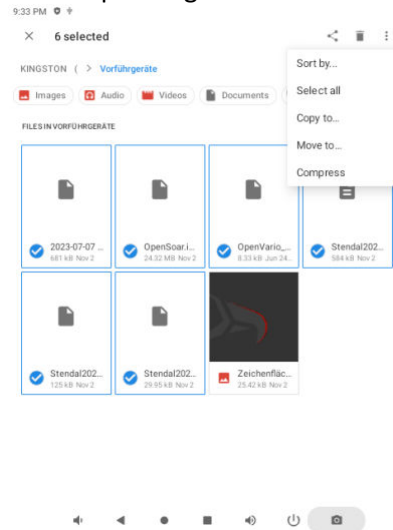 9:33 PM
6 selected
KINGSTON ( > Vorführgeräte
Images Audio Videos Documents
FILES IN VORFÜHRGERÄTE
Sort by...
Select all
Copy to...
Move to...
Compress
2023-07-07 ... OpenSoar.i... OpenVario_... Stendal202...
681 kB Nov 2 24.32 MB Nov 2 8.33 kB Jun 24... 584 kB Nov 2
Stendal202... Stendal202... Zeichenfläc...
125 kB Nov 2 29.95 kB Nov 2 25.42 kB Nov 2